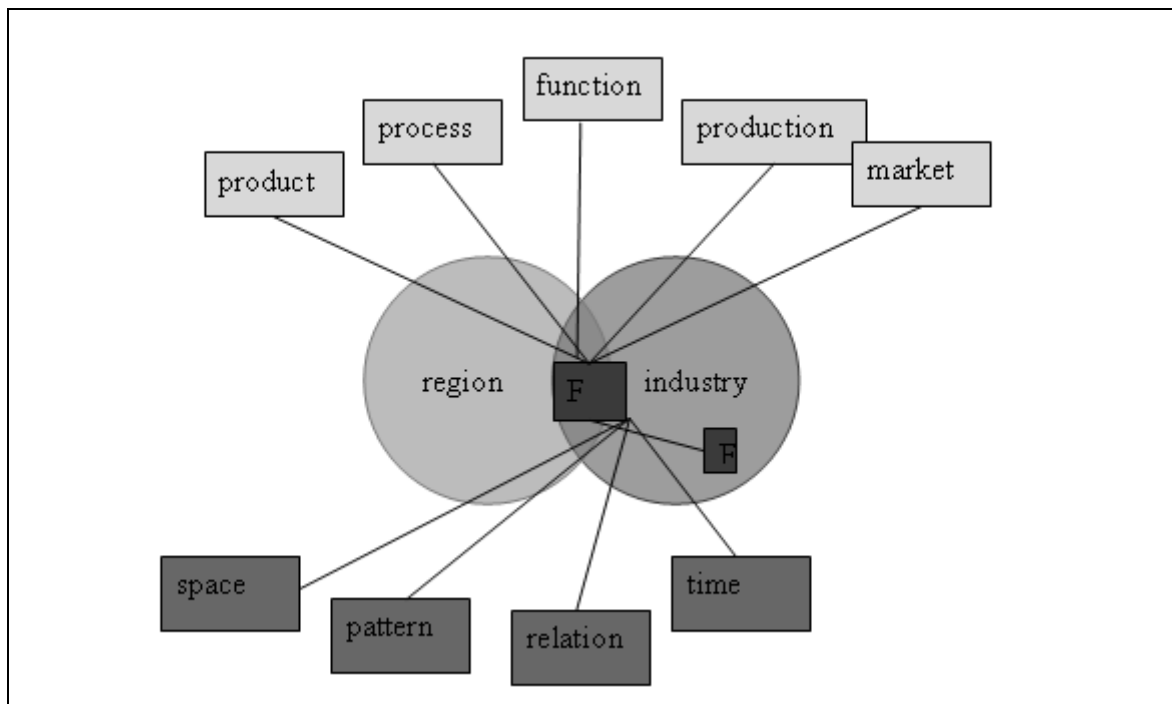 function
process
production
product
market
region
F
industry
F
space
time
pattern
relation